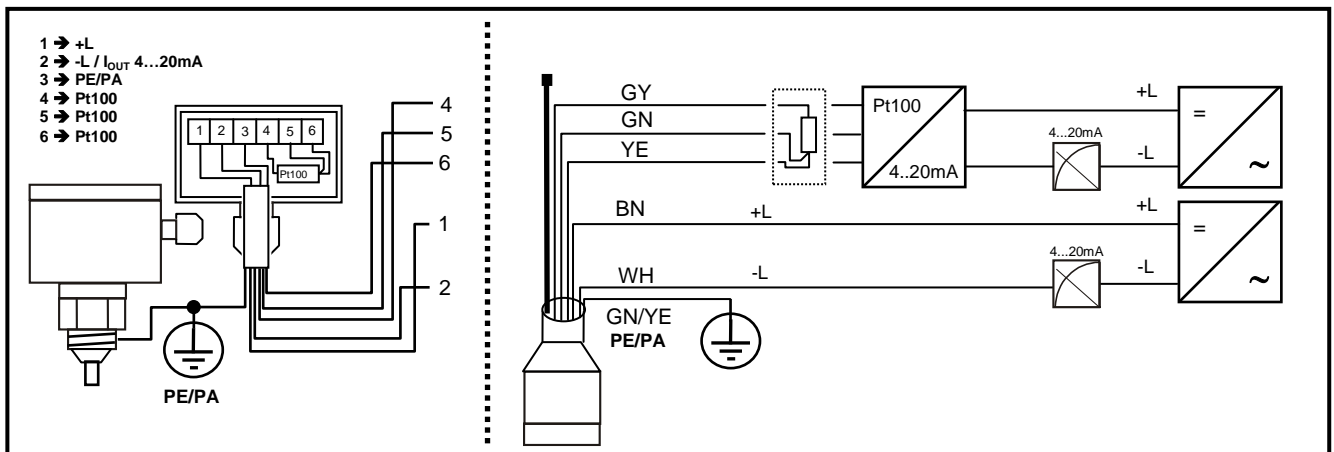 1 ➔ +L
2 ➔ -L / IOUT 4…20mA
3 ➔ PE/PA
4 ➔ Pt100
5 ➔ Pt100
6 ➔ Pt100
1 2 3 4 5 6
Pt100
4
5
6
1
2
PE/PA
GY
GN
YE
BN
+L
WH
-L
GN/YE
PE/PA
Pt100
4..20mA
+L
4...20mA
-L
=
~
+L
4...20mA
-L
=
~